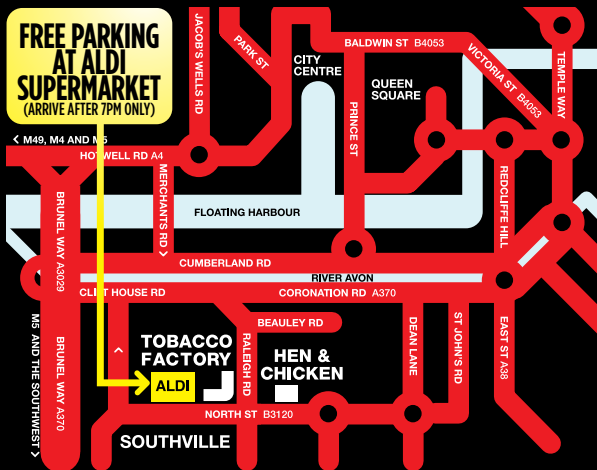 FREE PARKING
AT ALDI
SUPERMARKET
(ARRIVE AFTER 7PM ONLY)
JACOB'S WELLS RD
PARK ST
CITY
CENTRE
BALDWIN ST B4053
VICTORIA ST B4053
TEMPLE WAY
QUEEN
SQUARE
PRINCE ST
< M49, M4 AND M5
HOTWELL RD A4
MERCHANTS RD >
REDCLIFFE HILL
BRUNEL WAY A3029
FLOATING HARBOUR
CUMBERLAND RD
RIVER AVON
CLIFT HOUSE RD
CORONATION RD A370
BEAULEY RD
M5 AND THE SOUTHWEST >
BRUNEL WAY A370
>
TOBACCO
FACTORY
RALEIGH RD
HEN &
CHICKEN
DEAN LANE
ST JOHN'S RD
EAST ST A38
ALDI
NORTH ST B3120
SOUTHVILLE